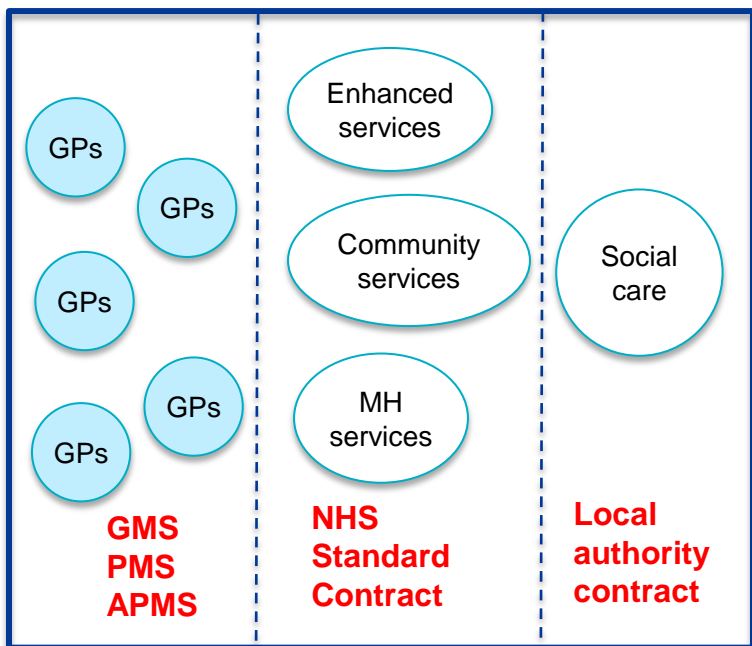 GPs
GPs
GPs
GPs
GPs
GMS
PMS
APMS
Enhanced
services
Community
services
MH
services
NHS
Standard
Contract
Social
care
Local
authority
contract